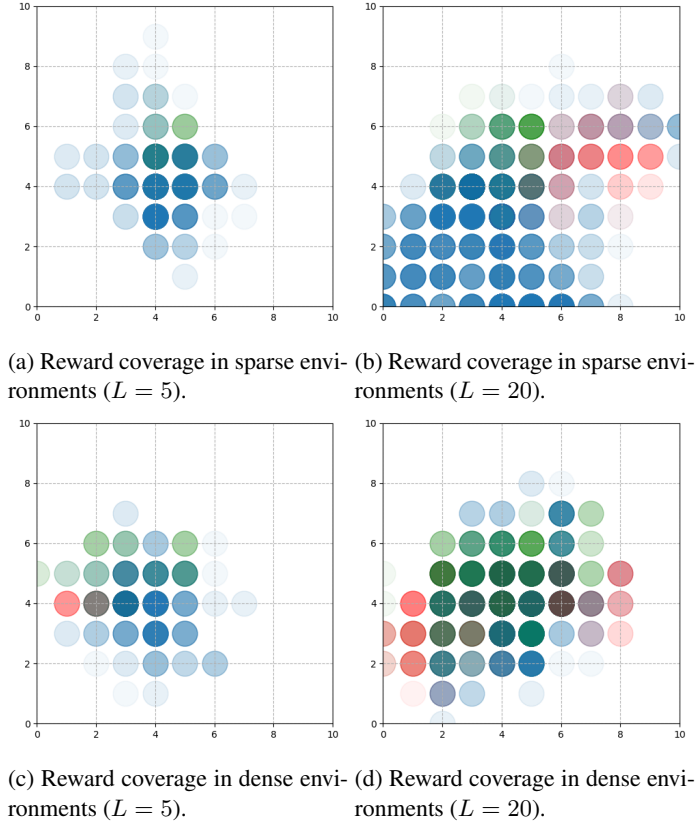 10
8
6
4
2
0
0 2 4 6 8 10
10
8
6
4
2
0
0 2 4 6 8 10
(a) Reward coverage in sparse envi-
ronments (L = 5).
(b) Reward coverage in sparse envi-
ronments (L = 20).
10
8
6
4
2
0
0 2 4 6 8 10
10
8
6
4
2
0
0 2 4 6 8 10
(c) Reward coverage in dense envi-
ronments (L = 5).
(d) Reward coverage in dense envi-
ronments (L = 20).